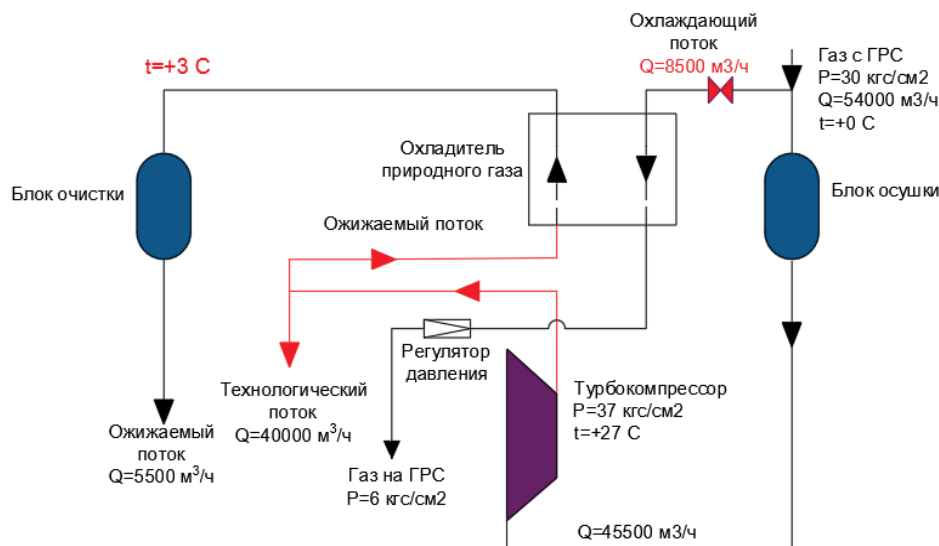 Охлаждающий
поток
Q=8500 м3/ч
Газ с ГРС
P=30 кгс/см2
Q=54000 м3/ч
t=+0 C
t=+3 C
Охладитель
природного газа
Блок очистки
Блок осушки
Ожижаемый поток
Регулятор
давления
Технологический
поток
Q=40000 м³/ч
Турбокомпрессор
P=37 кгс/см2
t=+27 C
Ожижаемый
поток
Q=5500 м³/ч
Газ на ГРС
P=6 кгс/см2
Q=45500 м3/ч